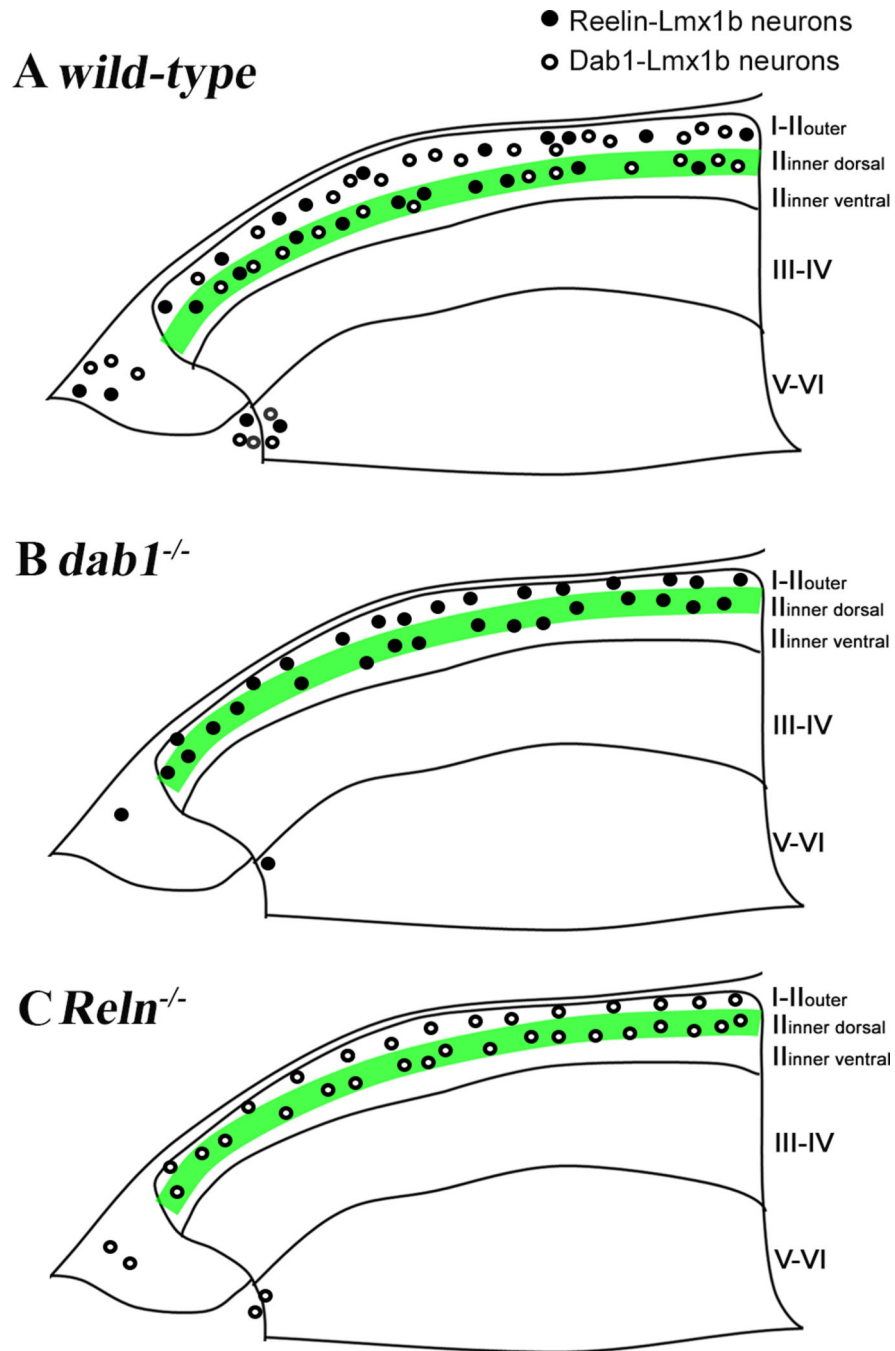 Reelin-Lmx1b neurons
Dab1-Lmx1b neurons
A wild-type
I-IIouter
IIinner dorsal
IIinner ventral
III-IV
V-VI
B dab1-/-
I-IIouter
IIinner dorsal
IIinner ventral
III-IV
V-VI
C Reln-/-
I-IIouter
IIinner dorsal
IIinner ventral
III-IV
V-VI